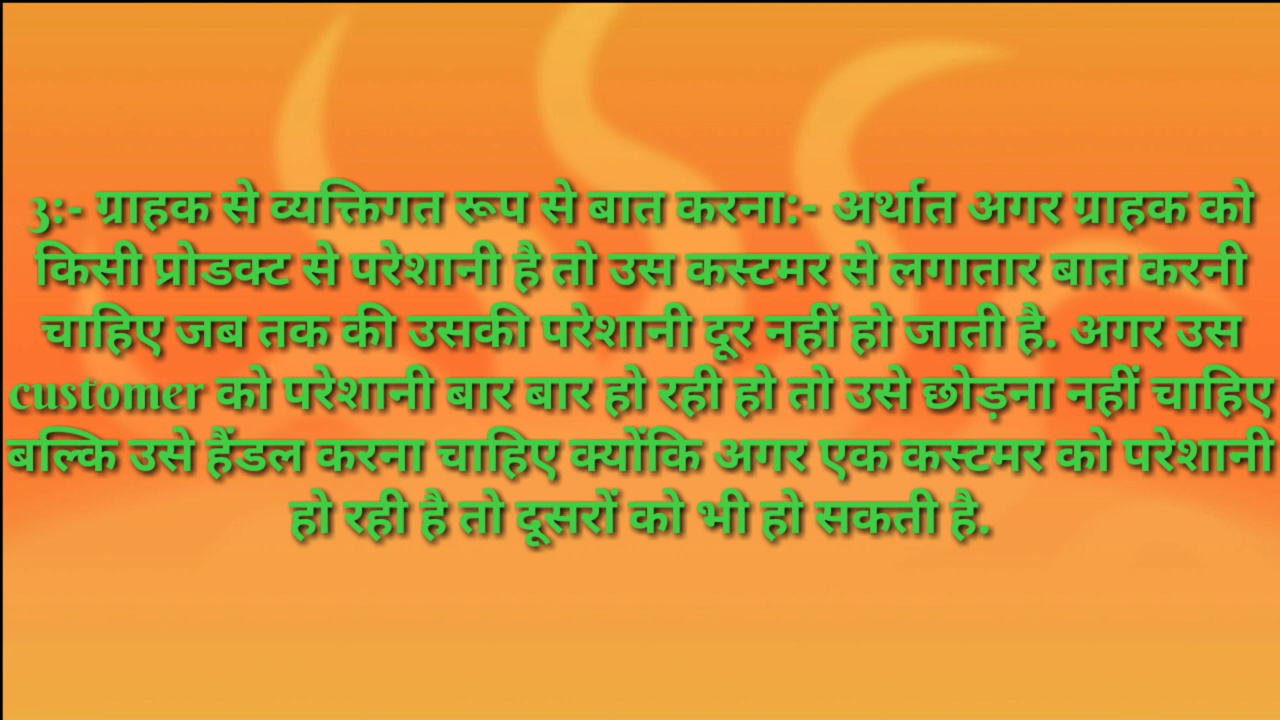 3:- ग्राहक से व्यक्तिगत रूप से बात करना:- अर्थात अगर ग्राहक को
किसी प्रोडक्ट से परेशानी है तो उस कस्टमर से लगातार बात करनी
चाहिए जब तक की उसकी परेशानी दूर नहीं हो जाती है. अगर उस
customer को परेशानी बार बार हो रही हो तो उसे छोड़ना नहीं चाहिए
बल्कि उसे हैंडल करना चाहिए क्योंकि अगर एक कस्टमर को परेशानी
हो रही है तो दूसरों को भी हो सकती है.